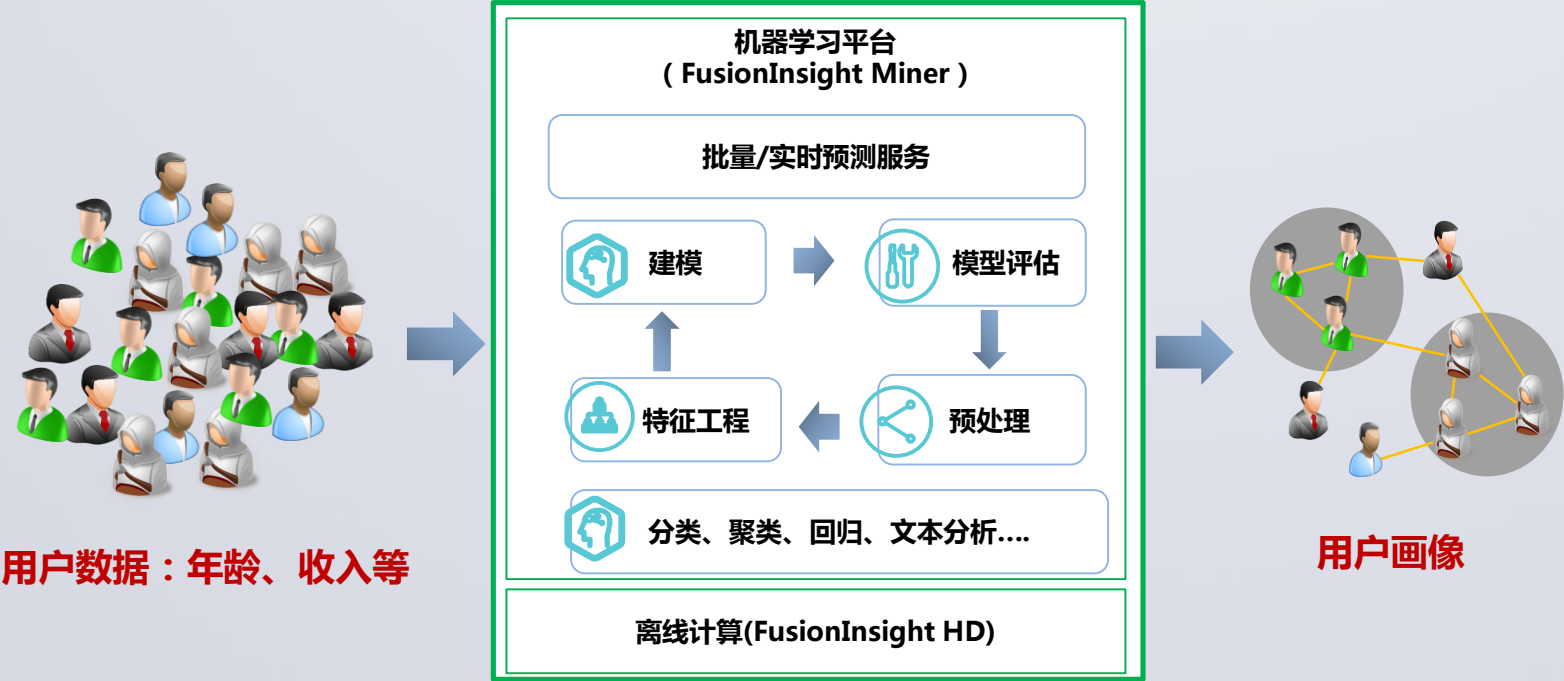 机器学习平台
（FusionInsight Miner）
批量/实时预测服务
建模
模型评估
特征工程
预处理
分类、聚类、回归、文本分析....
离线计算(FusionInsight HD)
用户数据：年龄、收入等
用户画像